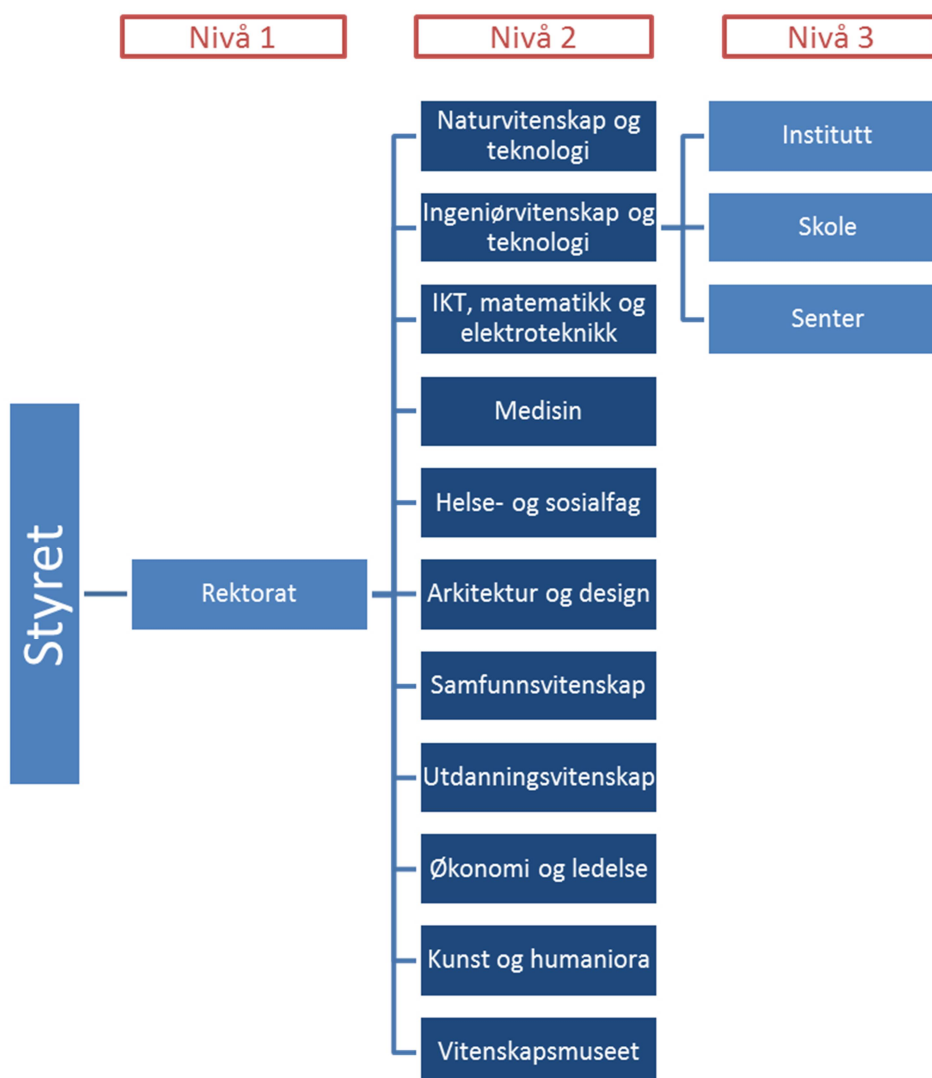 Nivå 1
Nivå 2
Nivå 3
Styret
Rektorat
Naturvitenskap og
teknologi
Ingeniørvitenskap og
teknologi
IKT, matematikk og
elektroteknikk
Medisin
Helse- og sosialfag
Arkitektur og design
Samfunnsvitenskap
Utdanningsvitenskap
Økonomi og ledelse
Kunst og humaniora
Vitenskapsmuseet
Institutt
Skole
Senter